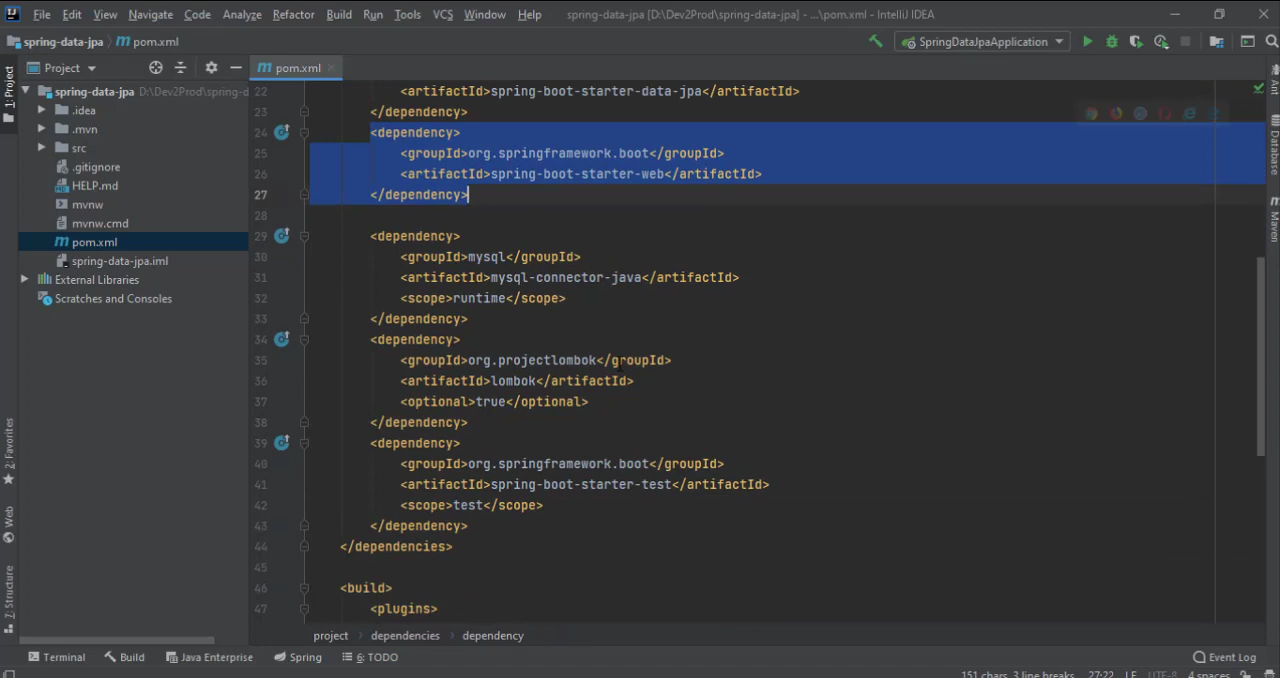 File Edit View Navigate Code Analyze Refactor Build Run Tools VCS Window Help spring-data-jpa [D:\Dev2Prod\spring-data-jpa] - ...\pom.xml - IntelliJ IDEA
spring-data-jpa pom.xml SpringDataJpaApplication
1: Project
Project
pom.xml
spring-data-jpa D:\Dev2Prod\spring-d
.idea
.mvn
src
.gitignore
HELP.md
mvnw
mvnw.cmd
pom.xml
spring-data-jpa.iml
External Libraries
Scratches and Consoles
22 <artifactId>spring-boot-starter-data-jpa</artifactId>
23 </dependency>
24 <dependency>
25 <groupId>org.springframework.boot</groupId>
26 <artifactId>spring-boot-starter-web</artifactId>
27 </dependency>
28
29 <dependency>
30 <groupId>mysql</groupId>
31 <artifactId>mysql-connector-java</artifactId>
32 <scope>runtime</scope>
33 </dependency>
34 <dependency>
35 <groupId>org.projectlombok</groupId>
36 <artifactId>lombok</artifactId>
37 <optional>true</optional>
38 </dependency>
39 <dependency>
40 <groupId>org.springframework.boot</groupId>
41 <artifactId>spring-boot-starter-test</artifactId>
42 <scope>test</scope>
43 </dependency>
44 </dependencies>
45
46 <build>
47 <plugins>
Ant
Database
Maven
2: Favorites
Web
7: Structure
project dependencies dependency
Terminal Build Java Enterprise Spring 6: TODO Event Log
151 chars, 3 line breaks 27:22 LF UTF-8 4 spaces